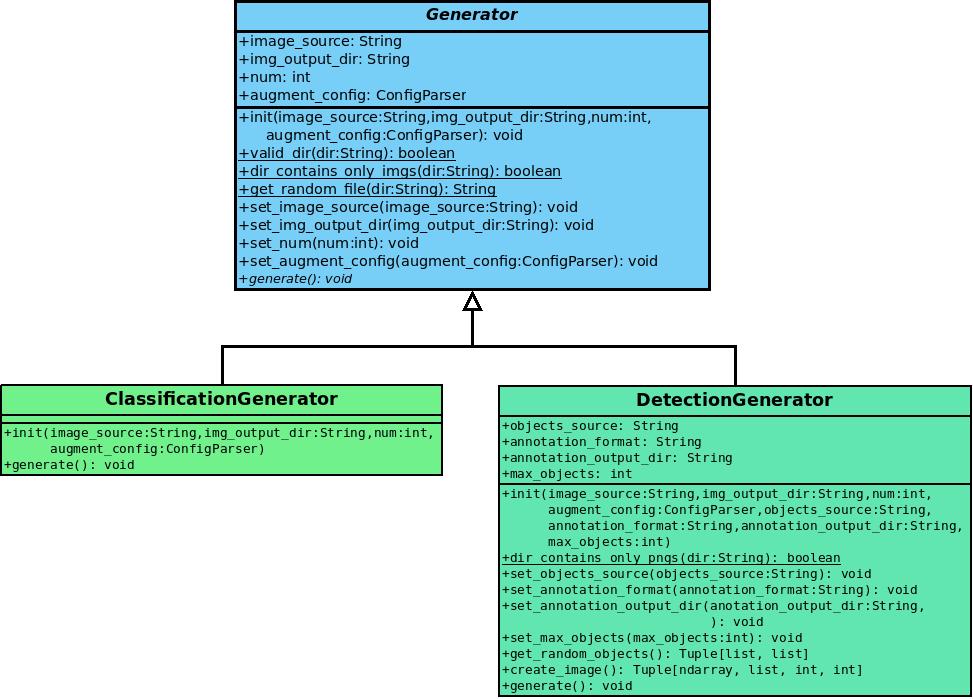 Generator
+image_source: String
+img_output_dir: String
+num: int
+augment_config: ConfigParser
+init(image_source:String,img_output_dir:String,num:int,
augment_config:ConfigParser): void
+valid_dir(dir:String): boolean
+dir_contains_only_imgs(dir:String): boolean
+get_random_file(dir:String): String
+set_image_source(image_source:String): void
+set_img_output_dir(img_output_dir:String): void
+set_num(num:int): void
+set_augment_config(augment_config:ConfigParser): void
+generate(): void
ClassificationGenerator
+init(image_source:String,img_output_dir:String,num:int,
augment_config:ConfigParser)
+generate(): void
DetectionGenerator
+objects_source: String
+annotation_format: String
+annotation_output_dir: String
+max_objects: int
+init(image_source:String,img_output_dir:String,num:int,
augment_config:ConfigParser,objects_source:String,
annotation_format:String,annotation_output_dir:String,
max_objects:int)
+dir_contains_only_pngs(dir:String): boolean
+set_objects_source(objects_source:String): void
+set_annotation_format(annotation_format:String): void
+set_annotation_output_dir(anotation_output_dir:String,
): void
+set_max_objects(max_objects:int): void
+get_random_objects(): Tuple[list, list]
+create_image(): Tuple[ndarray, list, int, int]
+generate(): void